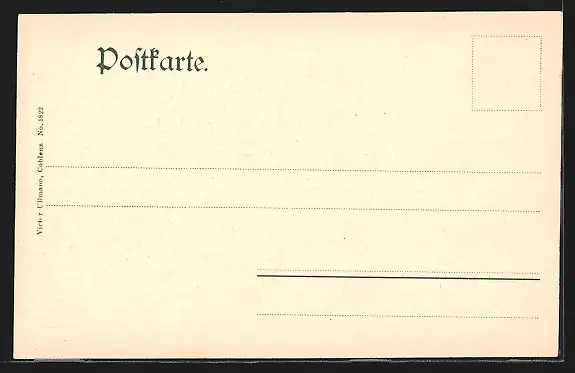 Postkarte.
Victor Ullmann, Coblenz No. 1822